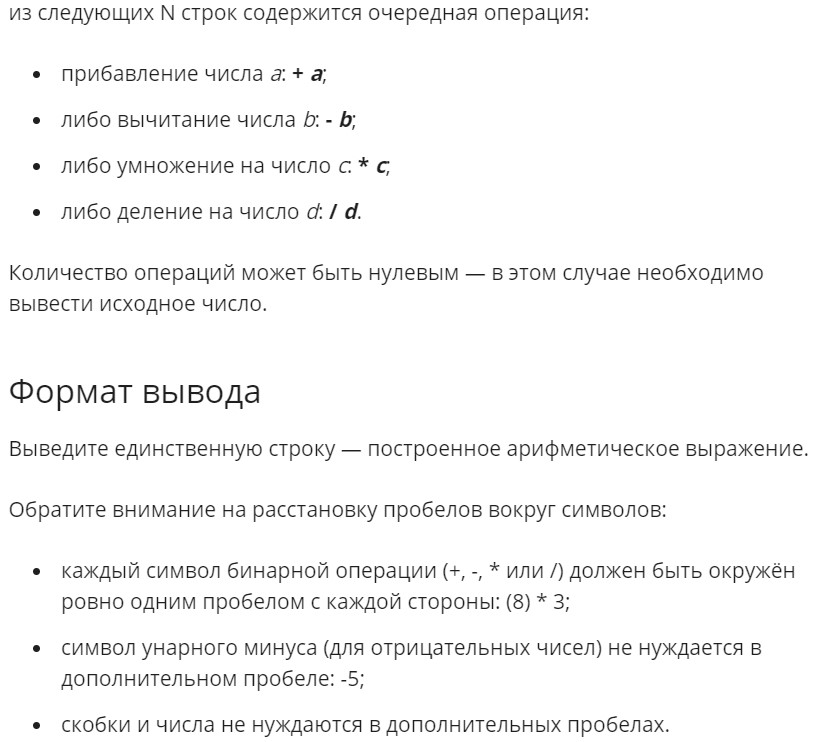 из следующих N строк содержится очередная операция:
• прибавление числа a: + a;
• либо вычитание числа b: - b;
• либо умножение на число c: * c;
• либо деление на число d: / d.
Количество операций может быть нулевым — в этом случае необходимо
вывести исходное число.
Формат вывода
Выведите единственную строку — построенное арифметическое выражение.
Обратите внимание на расстановку пробелов вокруг символов:
• каждый символ бинарной операции (+, -, * или /) должен быть окружён
ровно одним пробелом с каждой стороны: (8) * 3;
• символ унарного минуса (для отрицательных чисел) не нуждается в
дополнительном пробеле: -5;
• скобки и числа не нуждаются в дополнительных пробелах.